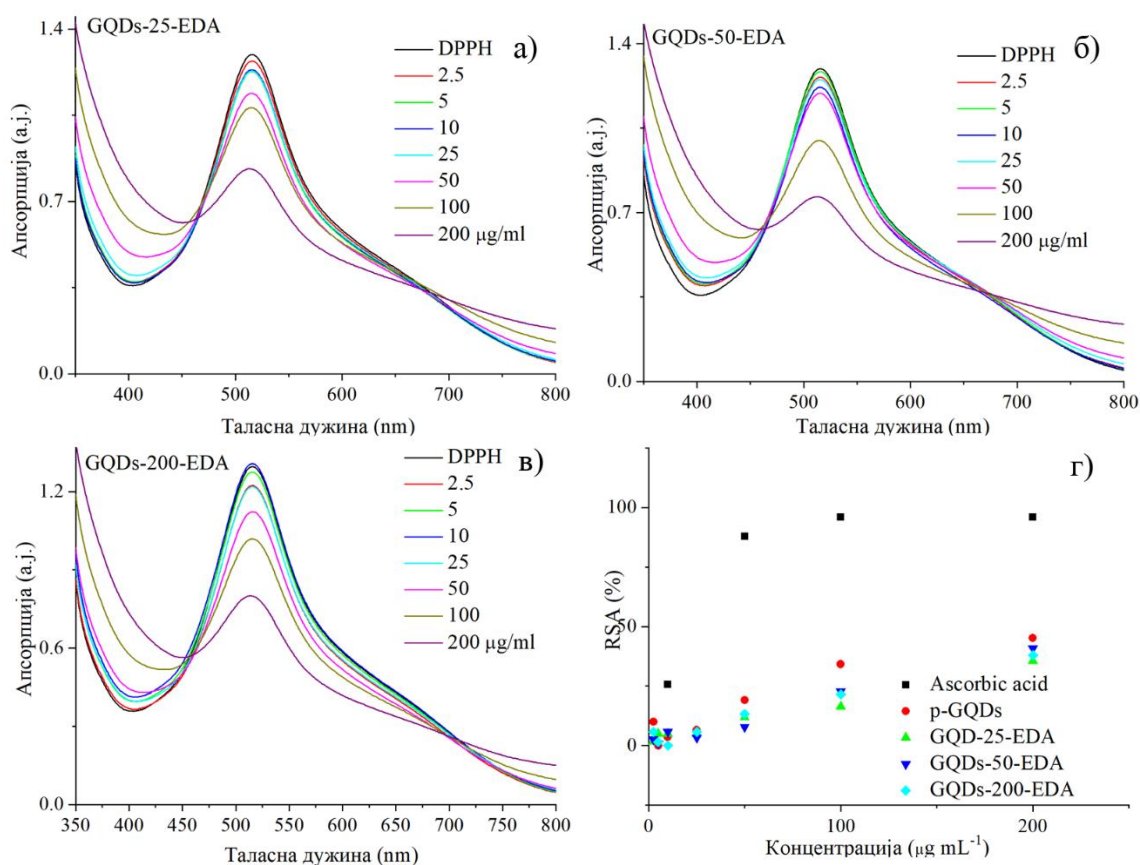 GQDs-25-EDA
а)
DPPH
2.5
5
10
25
50
100
200 μg/ml
1.4
0.7
0.0
Апсорпција (a.j.)
400
500
600
700
800
Таласна дужина (nm)
GQDs-50-EDA
б)
DPPH
2.5
5
10
25
50
100
200 μg/ml
1.4
0.7
0.0
Апсорпција (a.j.)
400
500
600
700
800
Таласна дужина (nm)
GQDs-200-EDA
в)
DPPH
2.5
5
10
25
50
100
200 μg/ml
1.2
0.6
0.0
Апсорпција (a.j.)
350
400
450
500
550
600
650
700
750
800
Таласна дужина (nm)
г)
100
50
0
RSA (%)
Ascorbic acid
p-GQDs
GQD-25-EDA
GQDs-50-EDA
GQDs-200-EDA
0
100
200
Концентрација (μg mL⁻¹)